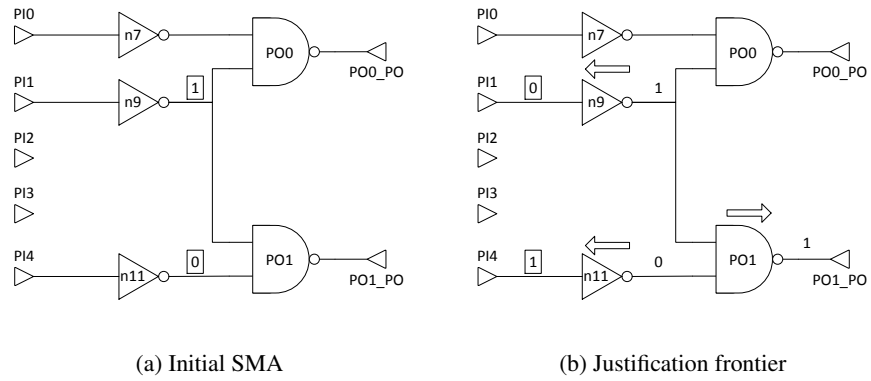 PI0
n7
PO0
PO0_PO
PI1
n9
1
PI2
PI3
PI4
n11
0
PO1
PO1_PO
(a) Initial SMA
PI0
n7
PO0
PO0_PO
PI1
0
n9
1
PI2
PI3
PI4
1
n11
0
PO1
1
PO1_PO
(b) Justification frontier